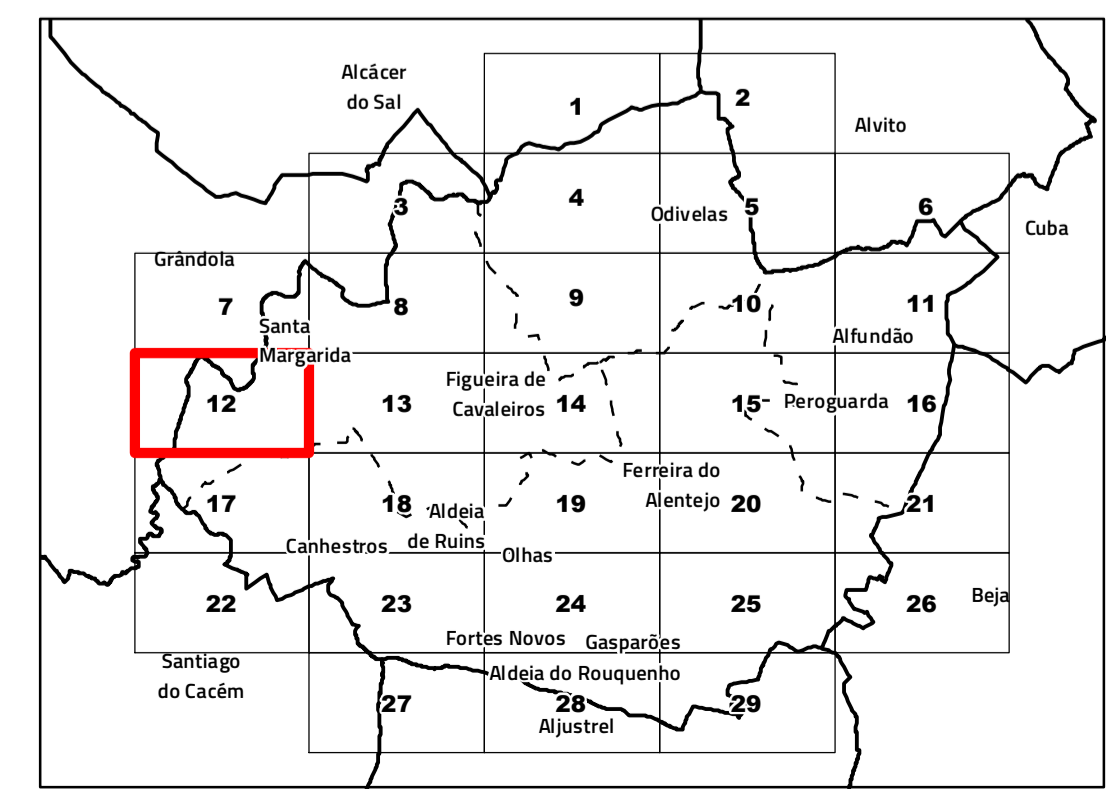 Alcácer
do Sal
1
2
Alvito
3
4
Odivelas
5
6
Cuba
Grândola
7
Santa
Margarida
8
9
10
11
Alfundão
12
13
Figueira de
Cavaleiros
14
15
Peroguarda
16
17
18
Aldeia
de Ruins
19
Ferreira do
Alentejo
20
21
Canhestros
Olhas
22
23
24
25
26
Beja
Fortes Novos
Gasparões
Santiago
do Cacém
Aldeia do Rouquenho
27
28
29
Aljustrel